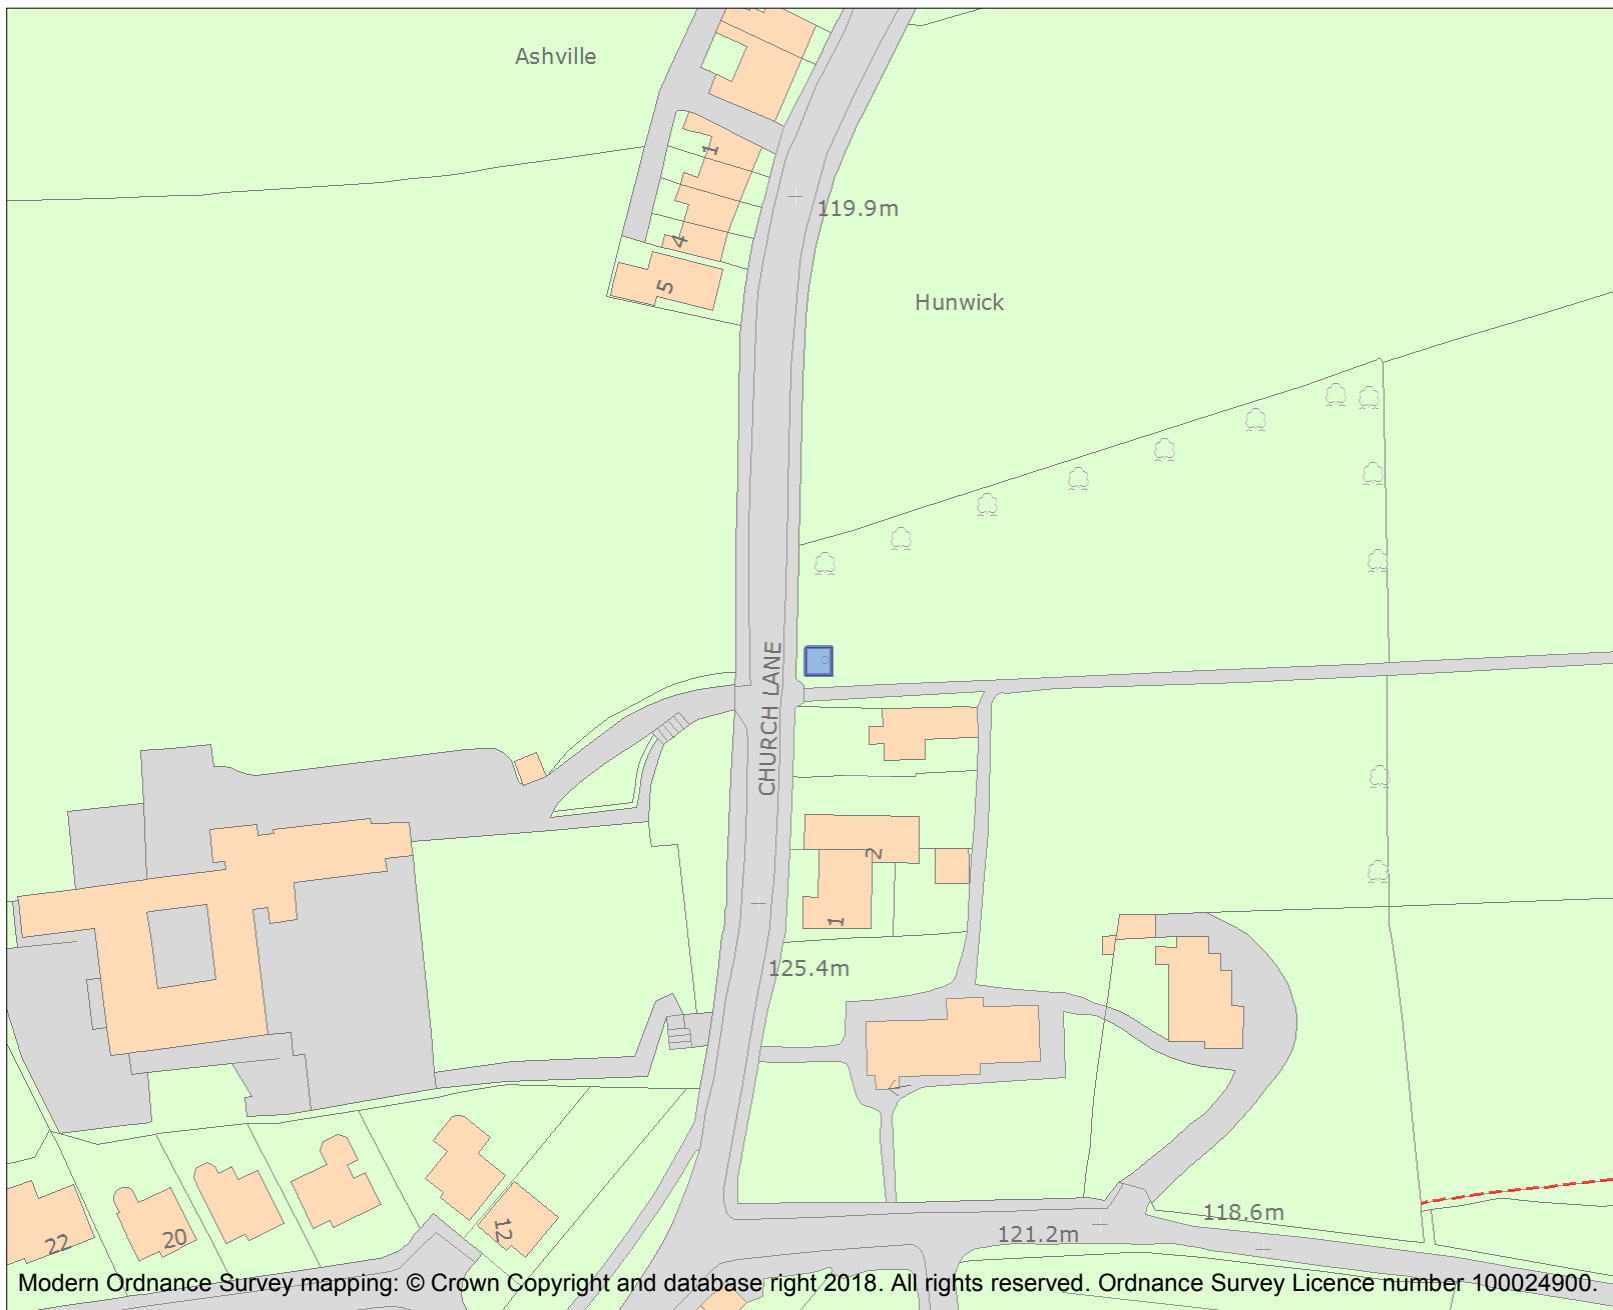 Ashville
1
119.9m
4
5
Hunwick
CHURCH LANE
2
1
125.4m
118.6m
121.2m
22
20
12
Modern Ordnance Survey mapping: © Crown Copyright and database right 2018. All rights reserved. Ordnance Survey Licence number 100024900.